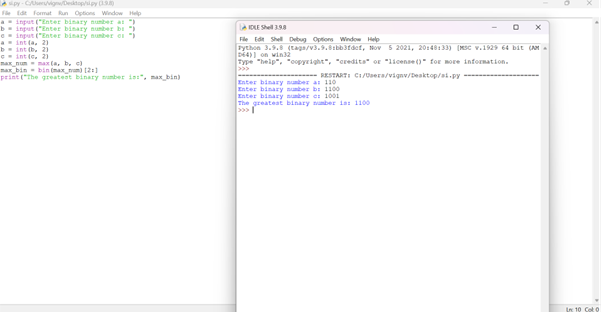 si.py - C:/Users/vignv/Desktop/si.py (3.9.8)
File Edit Format Run Options Window Help
a = input("Enter binary number a: ")
b = input("Enter binary number b: ")
c = input("Enter binary number c: ")
a = int(a, 2)
b = int(b, 2)
c = int(c, 2)
max_num = max(a, b, c)
max_bin = bin(max_num)[2:]
print("The greatest binary number is:", max_bin)
IDLE Shell 3.9.8
File Edit Shell Debug Options Window Help
Python 3.9.8 (tags/v3.9.8:bb3fdcf, Nov 5 2021, 20:48:33) [MSC v.1929 64 bit (AM
D64)] on win32
Type "help", "copyright", "credits" or "license()" for more information.
>>>
===================== RESTART: C:/Users/vignv/Desktop/si.py ====================
Enter binary number a: 110
Enter binary number b: 1100
Enter binary number c: 1001
The greatest binary number is: 1100
>>>
Ln: 10 Col: 0